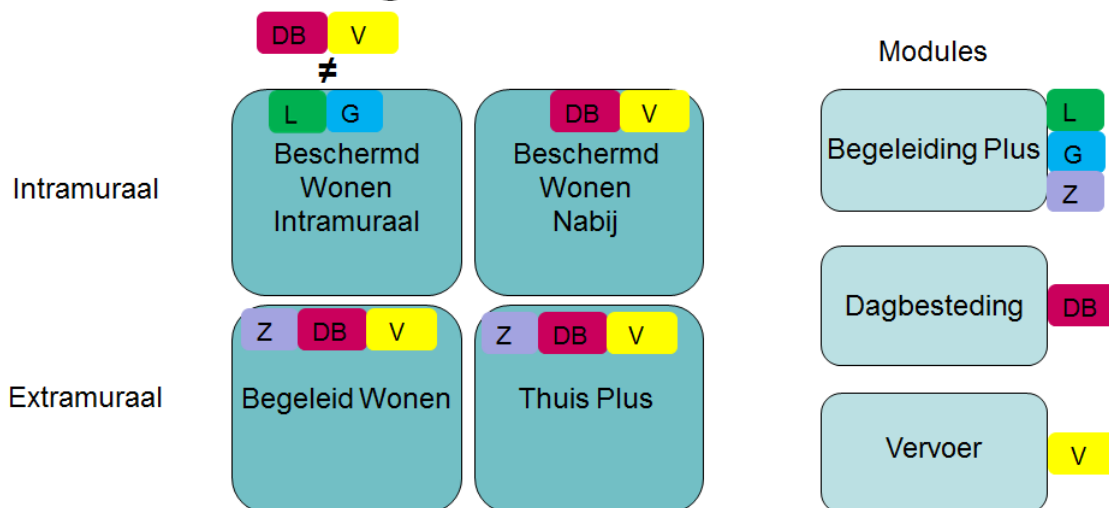 DB V
≠
Modules
L G
Beschermd
Wonen
Intramuraal
DB V
Beschermd
Wonen
Nabij
Intramuraal
Begeleiding Plus
L
G
Z
Dagbesteding
DB
Extramuraal
Z DB V
Begeleid Wonen
Z DB V
Thuis Plus
Vervoer
V